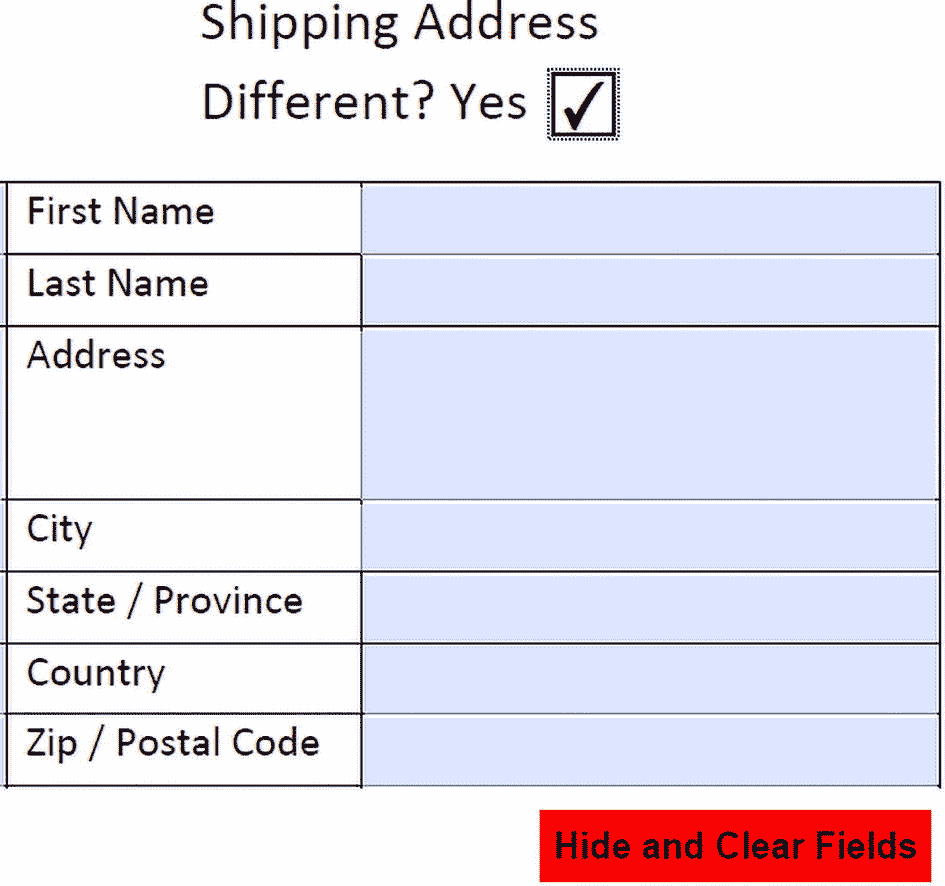 Shipping Address
Different? Yes
First Name
Last Name
Address
City
State / Province
Country
Zip / Postal Code
Hide and Clear Fields